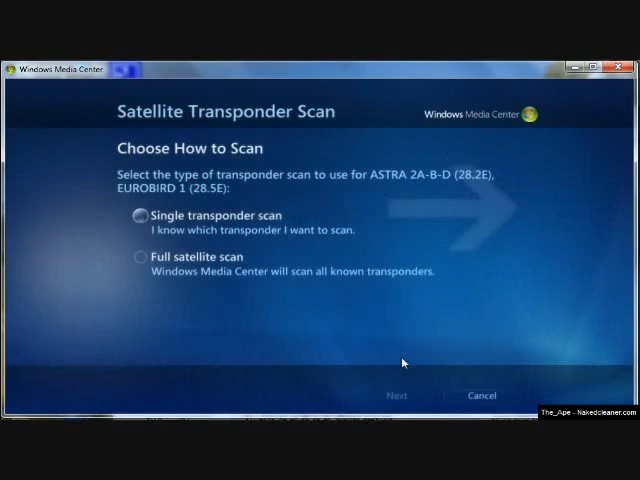 Windows Media Center
Satellite Transponder Scan
Windows Media Center
Choose How to Scan
Select the type of transponder scan to use for ASTRA 2A-B-D (28.2E),
EUROBIRD 1 (28.5E):
Single transponder scan
I know which transponder I want to scan.
Full satellite scan
Windows Media Center will scan all known transponders.
Next
Cancel
The_Ape - Nakedcleaner.com